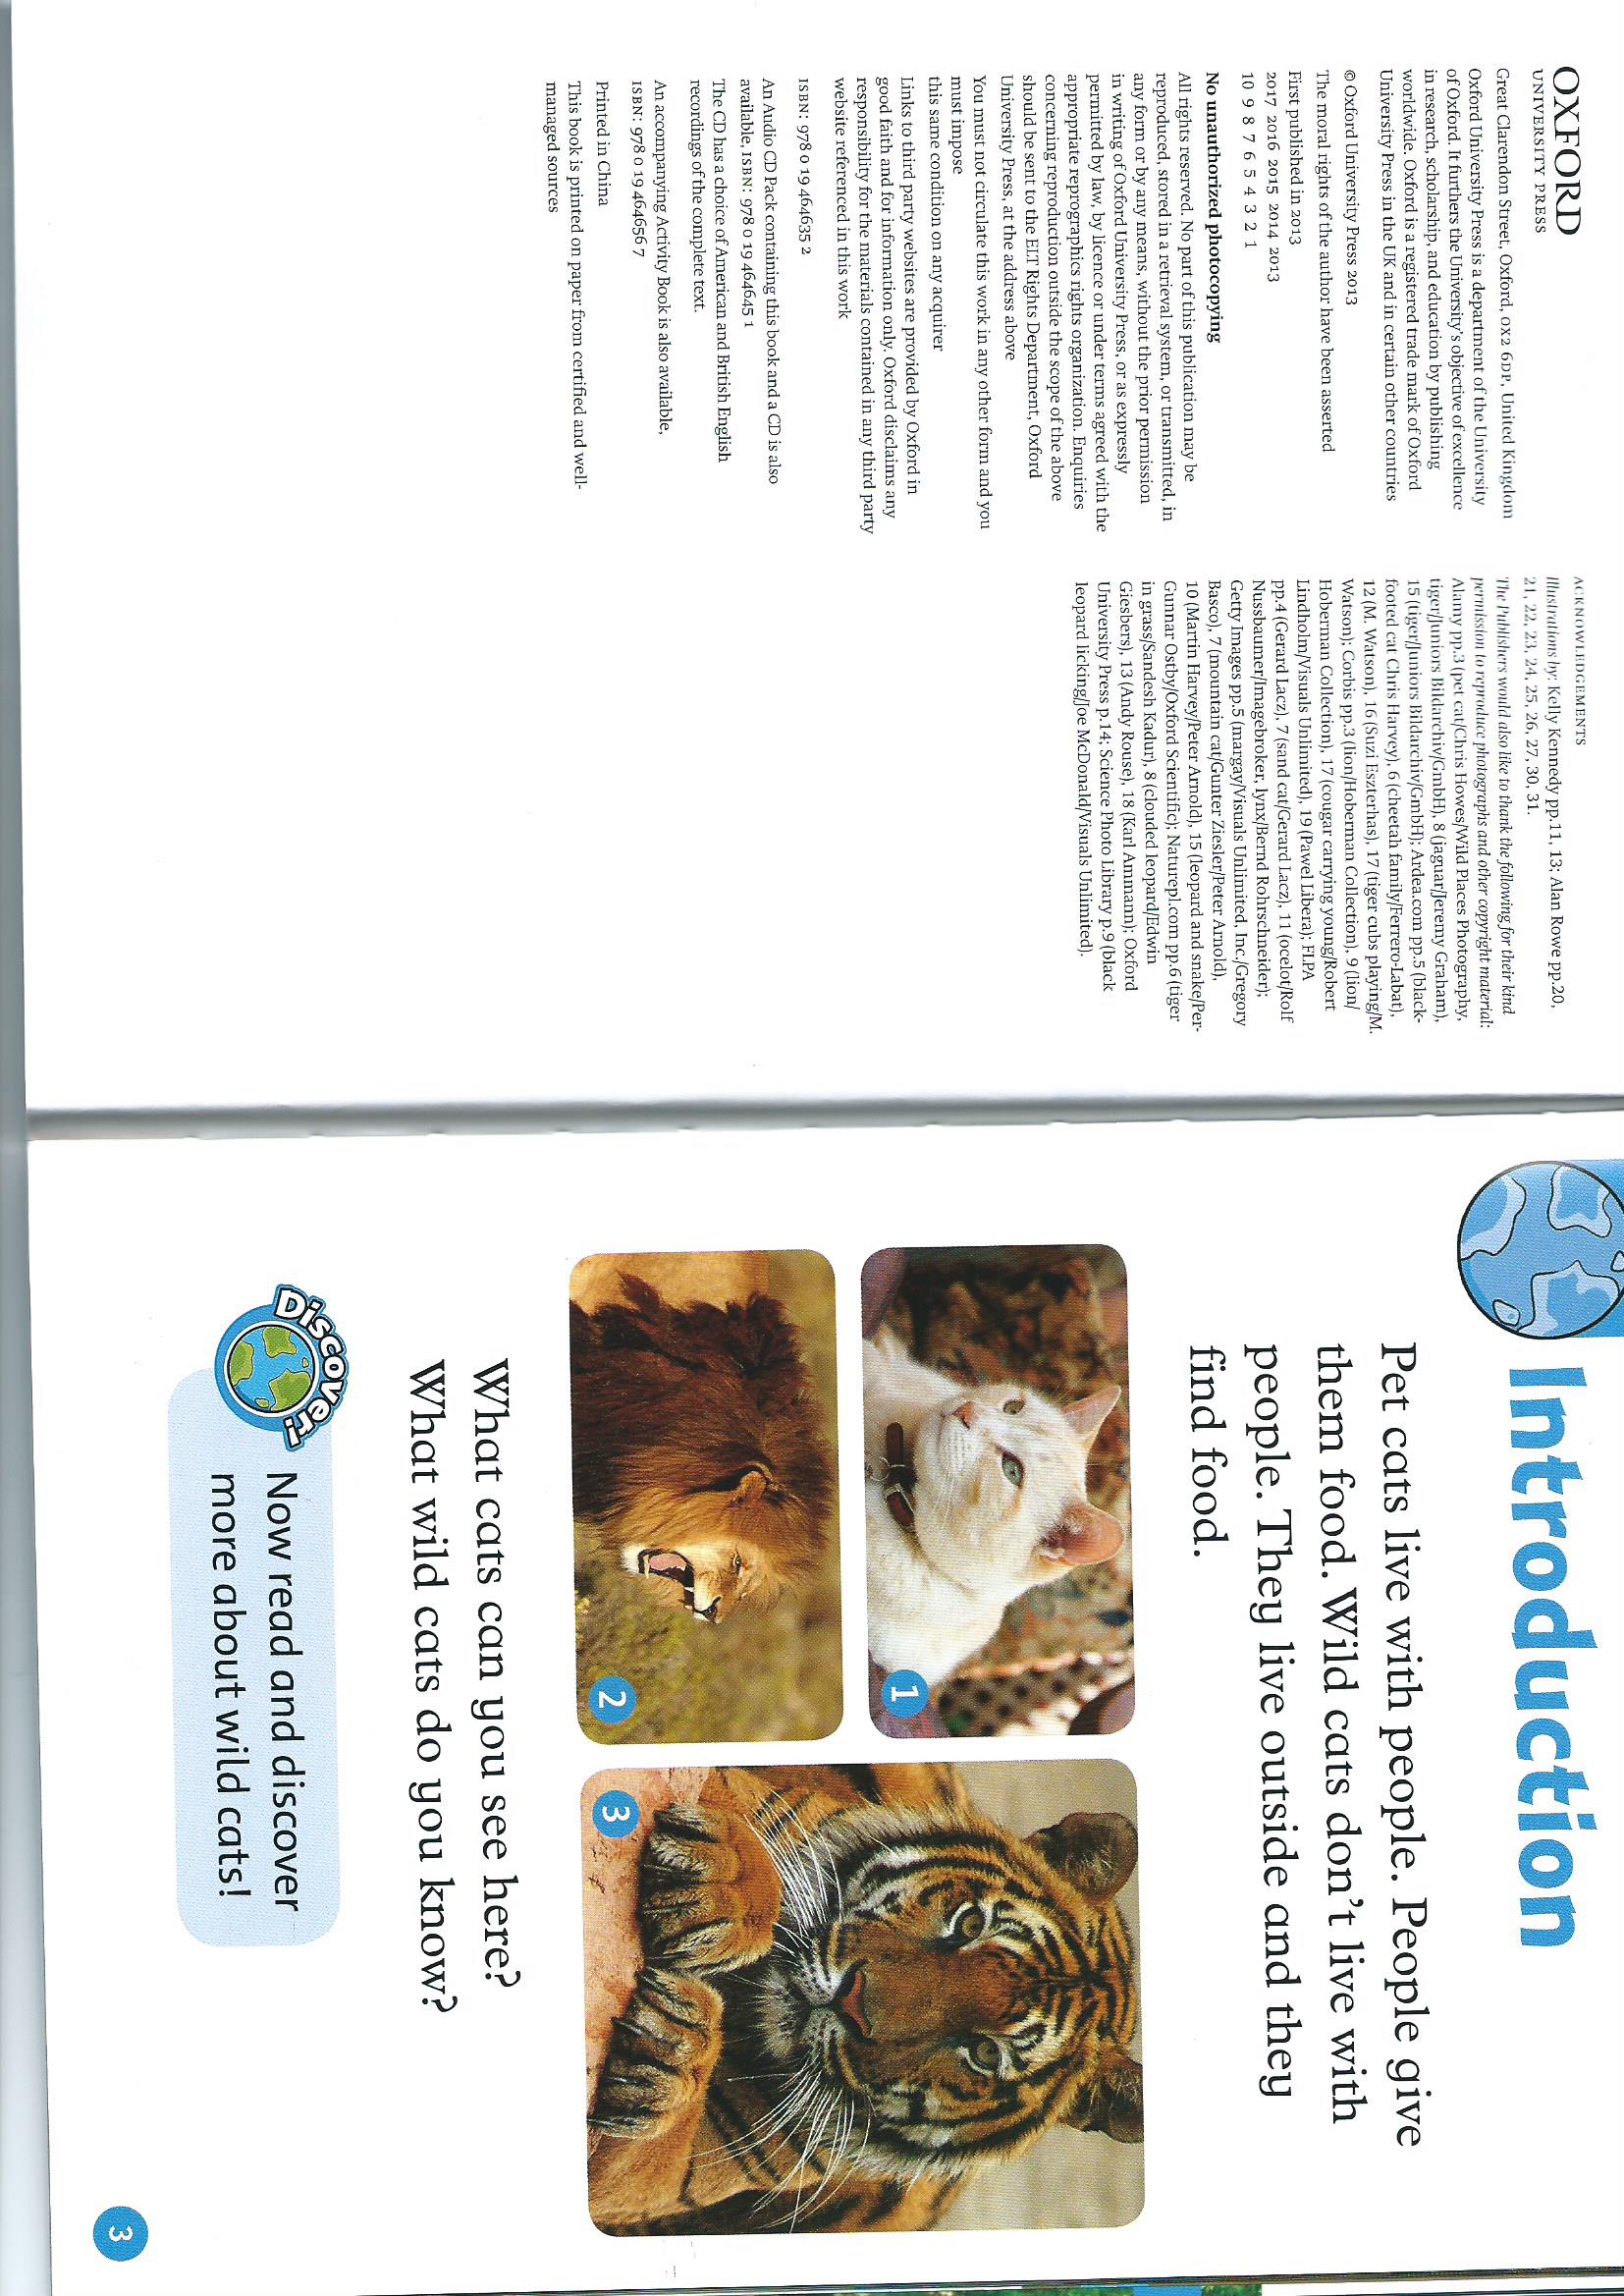 OXFORD
UNIVERSITY PRESS
Great Clarendon Street, Oxford, OX2 6DP, United Kingdom
Oxford University Press is a department of the University
of Oxford. It furthers the University's objective of excellence
in research, scholarship, and education by publishing
worldwide. Oxford is a registered trade mark of Oxford
University Press in the UK and in certain other countries
© Oxford University Press 2013
The moral rights of the author have been asserted
First published in 2013
2017 2016 2015 2014 2013
10 9 8 7 6 5 4 3 2 1
No unauthorized photocopying
All rights reserved. No part of this publication may be
reproduced, stored in a retrieval system, or transmitted, in
any form or by any means, without the prior permission
in writing of Oxford University Press, or as expressly
permitted by law, by licence or under terms agreed with the
appropriate reprographics rights organization. Enquiries
concerning reproduction outside the scope of the above
should be sent to the ELT Rights Department, Oxford
University Press, at the address above
You must not circulate this work in any other form and you
must impose
this same condition on any acquirer
Links to third party websites are provided by Oxford in
good faith and for information only. Oxford disclaims any
responsibility for the materials contained in any third party
website referenced in this work
ISBN: 978 0 19 464635 2
An Audio CD Pack containing this book and a CD is also
available, ISBN: 978 0 19 464645 1
The CD has a choice of American and British English
recordings of the complete text.
An accompanying Activity Book is also available,
ISBN: 978 0 19 464656 7
Printed in China
This book is printed on paper from certified and well-
managed sources
ACKNOWLEDGEMENTS
Illustrations by: Kelly Kennedy pp.11, 13; Alan Rowe pp.20,
21, 22, 23, 24, 25, 26, 27, 30, 31.
The Publishers would also like to thank the following for their kind
permission to reproduce photographs and other copyright material:
Alamy pp.3 (pet cat/Chris Howes/Wild Places Photography,
tiger/Juniors Bildarchiv/GmbH), 8 (jaguar/Jeremy Graham),
15 (tiger/Juniors Bildarchiv/GmbH); Ardea.com pp.5 (black-
footed cat Chris Harvey), 6 (cheetah family/Ferrero-Labat),
12 (M. Watson), 16 (Suzi Eszterhas), 17 (tiger cubs playing/M.
Watson); Corbis pp.3 (lion/Hoberman Collection), 9 (lion/
Hoberman Collection), 17 (cougar carrying young/Robert
Lindholm/Visuals Unlimited), 19 (Pawel Libera); FLPA
pp.4 (Gerard Lacz), 7 (sand cat/Gerard Lacz), 11 (ocelot/Rolf
Nussbaumer/Imagebroker, lynx/Bernd Rohrschneider);
Getty Images pp.5 (margay/Visuals Unlimited, Inc./Gregory
Basco), 7 (mountain cat/Gunter Ziesler/Peter Arnold),
10 (Martin Harvey/Peter Arnold), 15 (leopard and snake/Per-
Gunnar Ostby/Oxford Scientific); Naturepl.com pp.6 (tiger
in grass/Sandesh Kadur), 8 (clouded leopard/Edwin
Giesbers), 13 (Andy Rouse), 18 (Karl Ammann); Oxford
University Press p.14; Science Photo Library p.9 (black
leopard licking/Joe McDonald/Visuals Unlimited).
Introduction
Pet cats live with people. People give
them food. Wild cats don't live with
people. They live outside and they
find food.
1
2
3
What cats can you see here?
What wild cats do you know?
Discover!
Now read and discover
more about wild cats!
3